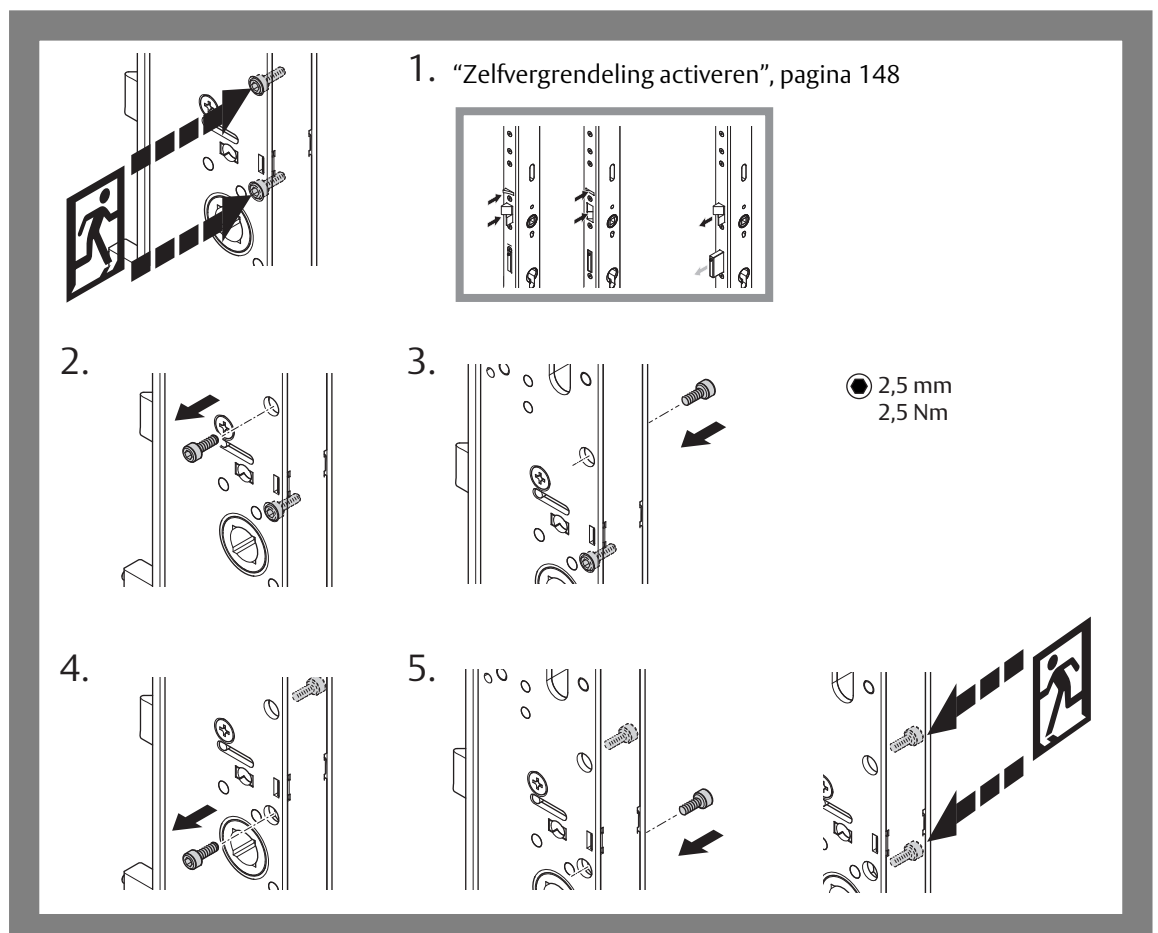 1. “Zelfvergrendeling activeren”, pagina 148
2.
3.
2,5 mm
2,5 Nm
4.
5.